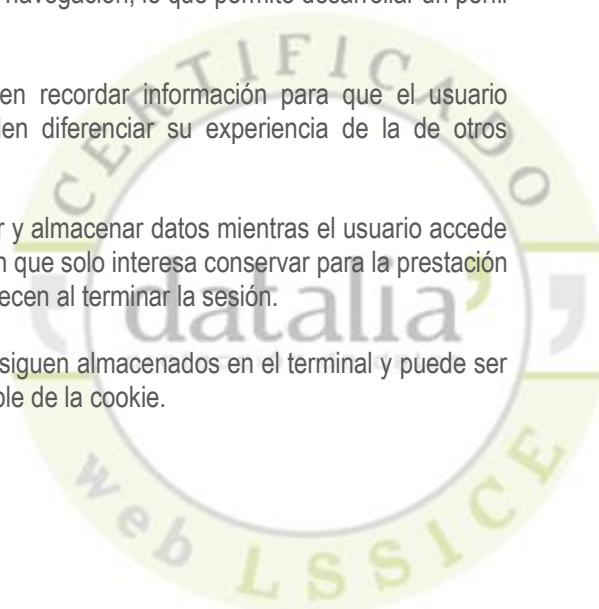 navegación, lo que permite desarrollar un perfil
en recordar información para que el usuario
en diferenciar su experiencia de la de otros
r y almacenar datos mientras el usuario accede
n que solo interesa conservar para la prestación
ecen al terminar la sesión.
siguen almacenados en el terminal y puede ser
ole de la cookie.
CERTIFICADO
datalia
web LSSICE